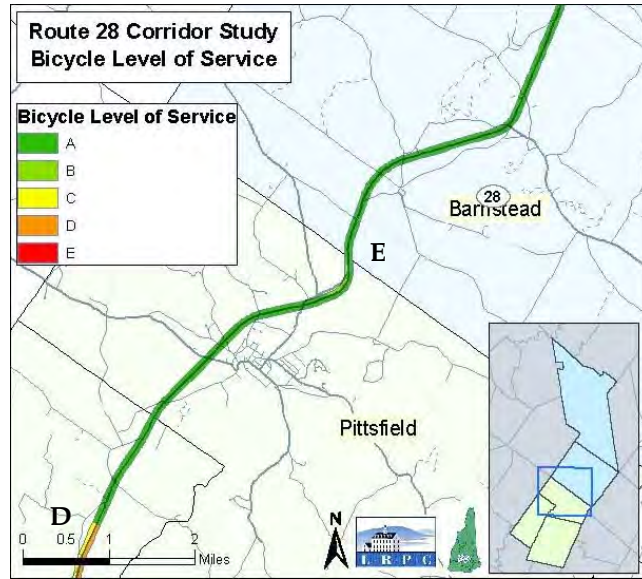 Route 28 Corridor Study
Bicycle Level of Service
Bicycle Level of Service
A
B
C
D
E
28
Barnstead
E
Pittsfield
D
0 0.5 1 2
Miles
N
L R P C